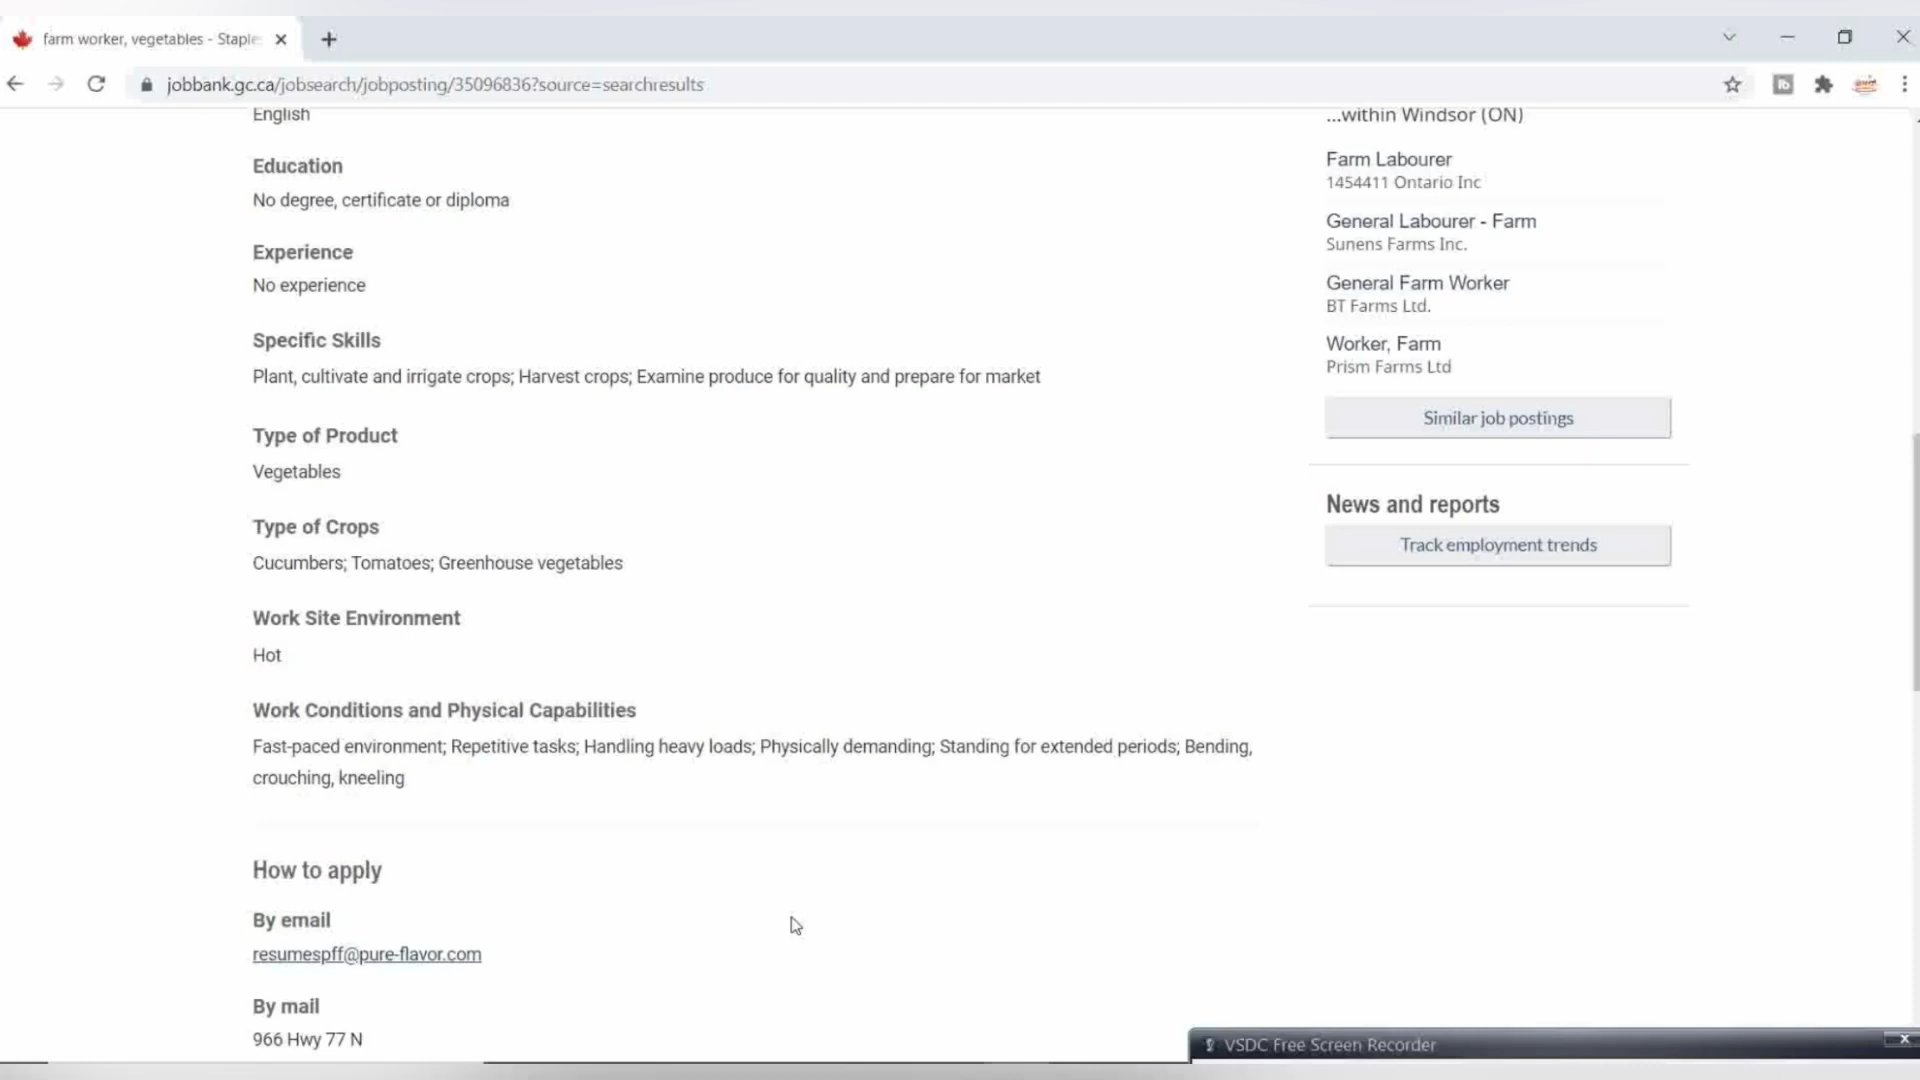 farm worker, vegetables - Staple
jobbank.gc.ca/jobsearch/jobposting/35096836?source=searchresults
English
Education
No degree, certificate or diploma
Experience
No experience
Specific Skills
Plant, cultivate and irrigate crops; Harvest crops; Examine produce for quality and prepare for market
Type of Product
Vegetables
Type of Crops
Cucumbers; Tomatoes; Greenhouse vegetables
Work Site Environment
Hot
Work Conditions and Physical Capabilities
Fast-paced environment; Repetitive tasks; Handling heavy loads; Physically demanding; Standing for extended periods; Bending,
crouching, kneeling
How to apply
By email
resumespff@pure-flavor.com
By mail
966 Hwy 77 N
...within Windsor (ON)
Farm Labourer
1454411 Ontario Inc
General Labourer - Farm
Sunens Farms Inc.
General Farm Worker
BT Farms Ltd.
Worker, Farm
Prism Farms Ltd
Similar job postings
News and reports
Track employment trends
VSDC Free Screen Recorder